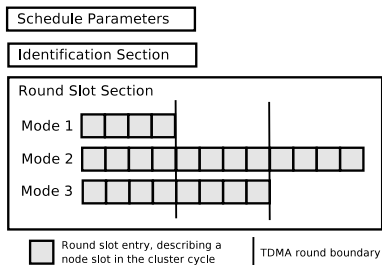 Schedule Parameters
Identification Section
Round Slot Section
Mode 1
Mode 2
Mode 3
Round slot entry, describing a
node slot in the cluster cycle
TDMA round boundary